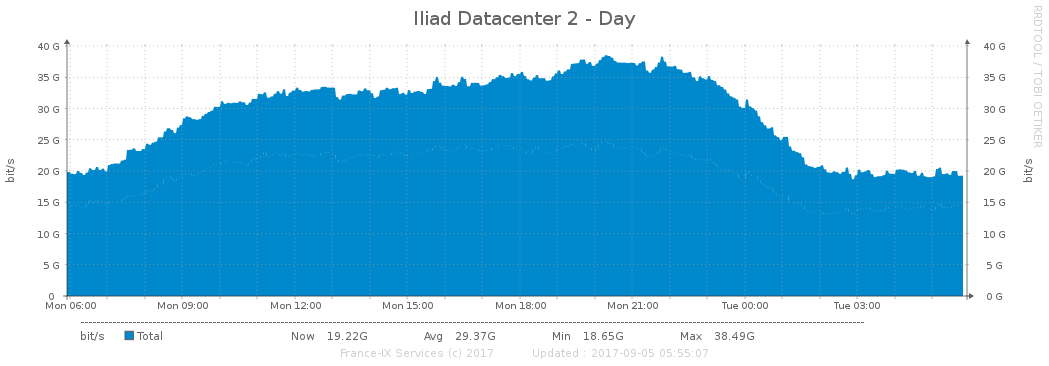 Iliad Datacenter 2 - Day
RRDTOOL / TOBI OETIKER
40 G 40 G
35 G 35 G
30 G 30 G
25 G 25 G
20 G 20 G
15 G 15 G
10 G 10 G
5 G 5 G
0 0 G
bit/s bit/s
Mon 06:00 Mon 09:00 Mon 12:00 Mon 15:00 Mon 18:00 Mon 21:00 Tue 00:00 Tue 03:00
bit/s Total Now 19.22G Avg 29.37G Min 18.65G Max 38.49G
France-IX Services (c) 2017 Updated : 2017-09-05 05:55:07